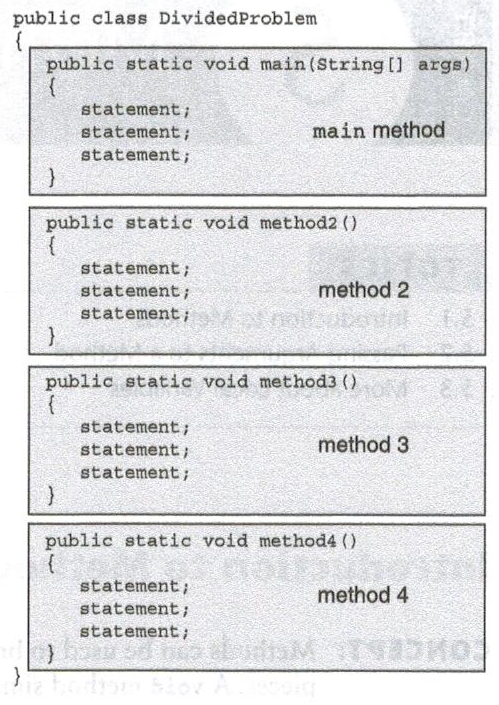 public class DividedProblem
{
public static void main(String[] args)
{
statement;
statement; main method
statement;
}
public static void method2()
{
statement;
statement; method 2
statement;
}
public static void method3()
{
statement;
statement; method 3
statement;
}
public static void method4()
{
statement;
statement; method 4
statement;
}
}